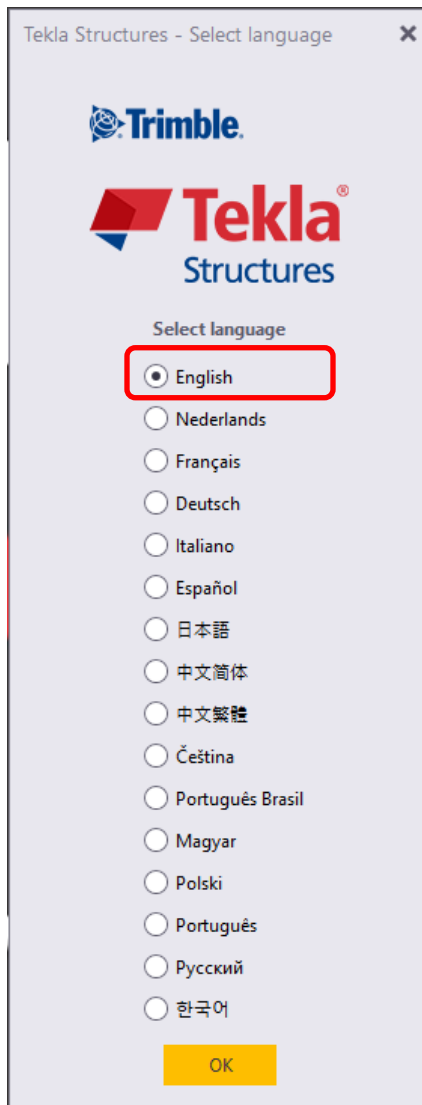 Tekla Structures - Select language
Trimble.
Tekla®
Structures
Select language
English
Nederlands
Français
Deutsch
Italiano
Español
日本語
中文简体
中文繁體
Čeština
Português Brasil
Magyar
Polski
Português
Русский
한국어
OK